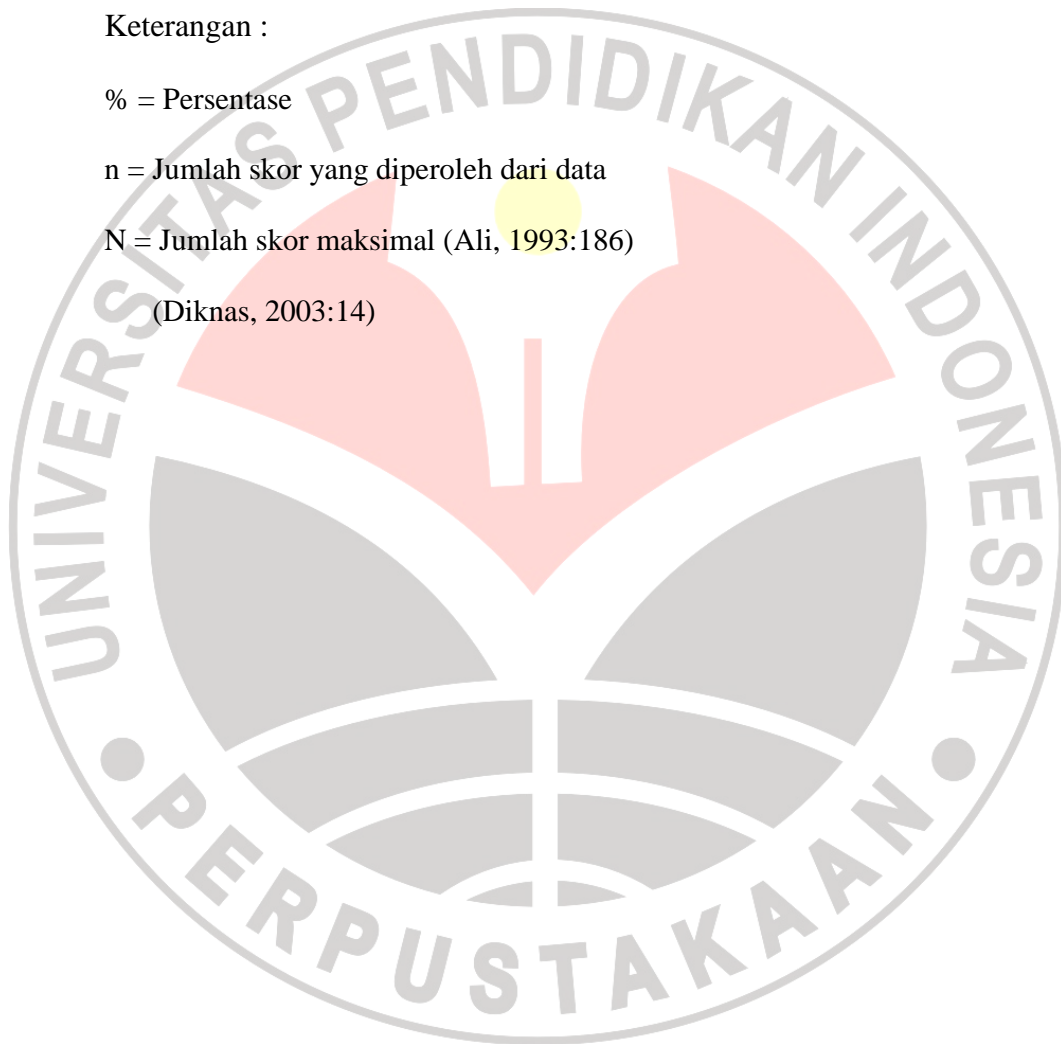 Keterangan :
% = Persentase
n = Jumlah skor yang diperoleh dari data
N = Jumlah skor maksimal (Ali, 1993:186)
(Diknas, 2003:14)
UNIVERSITAS PENDIDIKAN INDONESIA
PERPUSTAKAAN